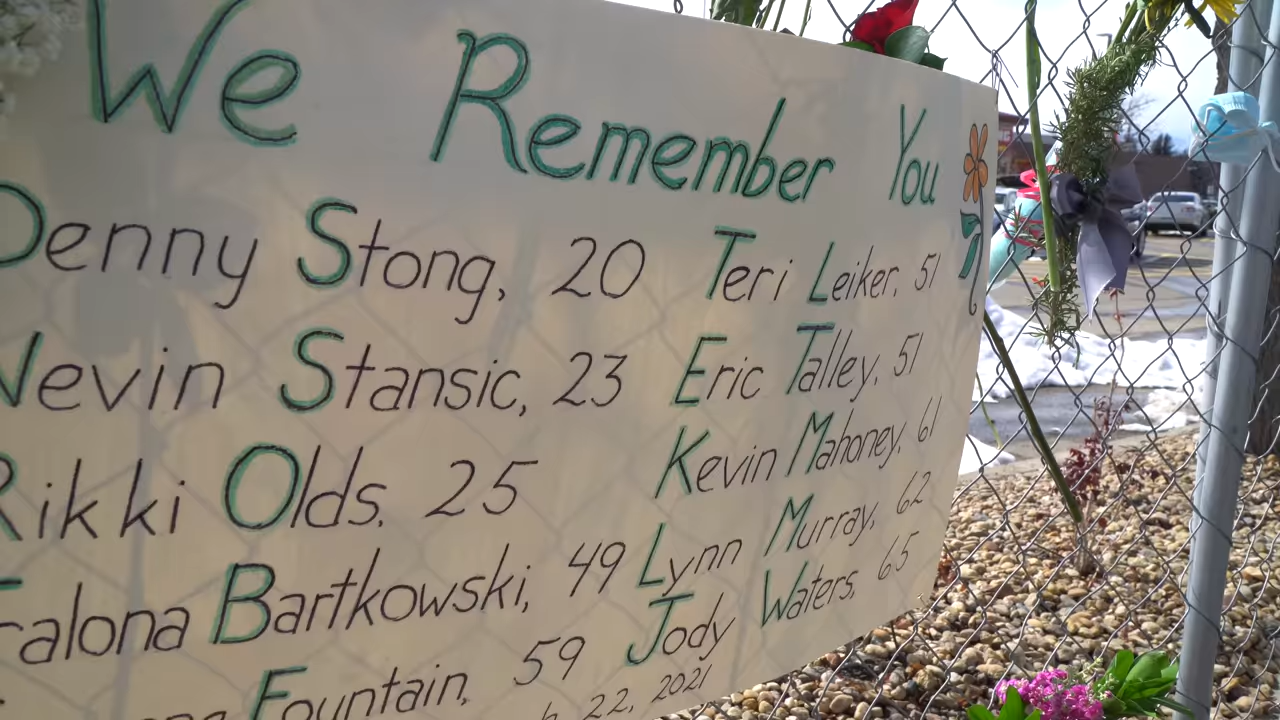 We Remember You
Denny Stong, 20 Teri Leiker, 51
Nevin Stansic, 23 Eric Talley, 51
Rikki Olds, 25 Kevin Mahoney, 61
Tralona Bartkowski, 49 Lynn Murray, 62
Fountain, 59 Jody Waters, 65
22, 2021